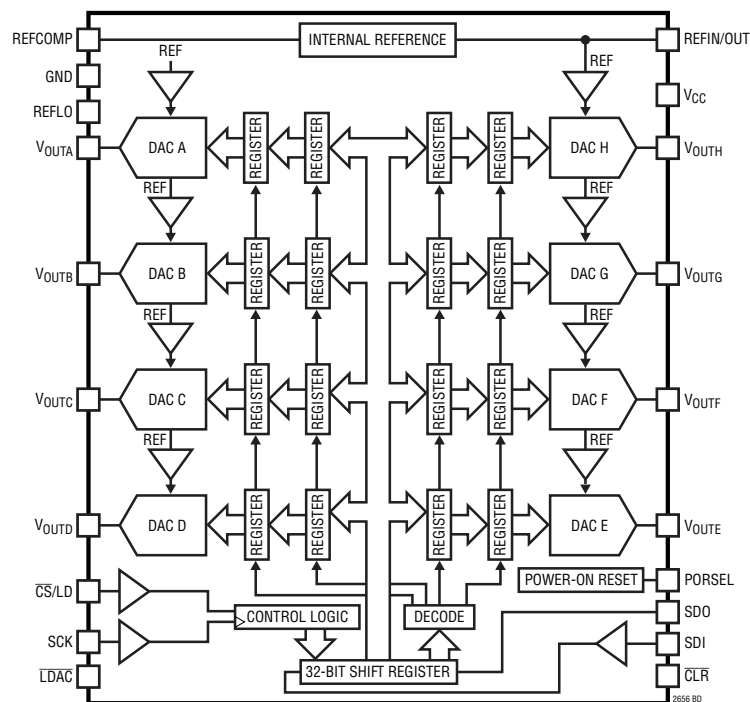 REFCOMP
INTERNAL REFERENCE
REFIN/OUT
REF
REF
GND
VCC
REFLO
VOUTA
DAC A
REGISTER
REGISTER
REGISTER
REGISTER
DAC H
VOUTH
REF
REF
VOUTB
DAC B
REGISTER
REGISTER
REGISTER
REGISTER
DAC G
VOUTG
REF
REF
VOUTC
DAC C
REGISTER
REGISTER
REGISTER
REGISTER
DAC F
VOUTF
REF
REF
VOUTD
DAC D
REGISTER
REGISTER
REGISTER
REGISTER
DAC E
VOUTE
CS/LD
POWER-ON RESET
PORSEL
CONTROL LOGIC
DECODE
SDO
SCK
SDI
LDAC
32-BIT SHIFT REGISTER
CLR
2656 BD